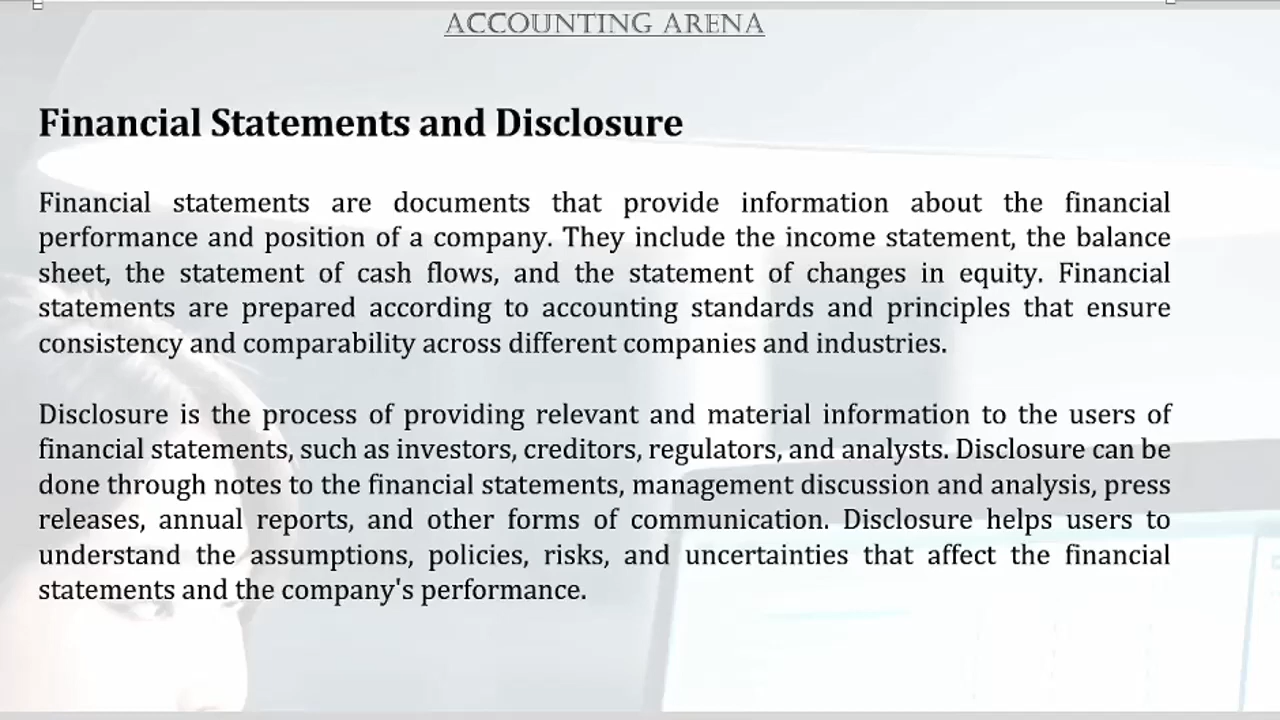 ACCOUNTING ARENA
Financial Statements and Disclosure
Financial statements are documents that provide information about the financial
performance and position of a company. They include the income statement, the balance
sheet, the statement of cash flows, and the statement of changes in equity. Financial
statements are prepared according to accounting standards and principles that ensure
consistency and comparability across different companies and industries.
Disclosure is the process of providing relevant and material information to the users of
financial statements, such as investors, creditors, regulators, and analysts. Disclosure can be
done through notes to the financial statements, management discussion and analysis, press
releases, annual reports, and other forms of communication. Disclosure helps users to
understand the assumptions, policies, risks, and uncertainties that affect the financial
statements and the company's performance.